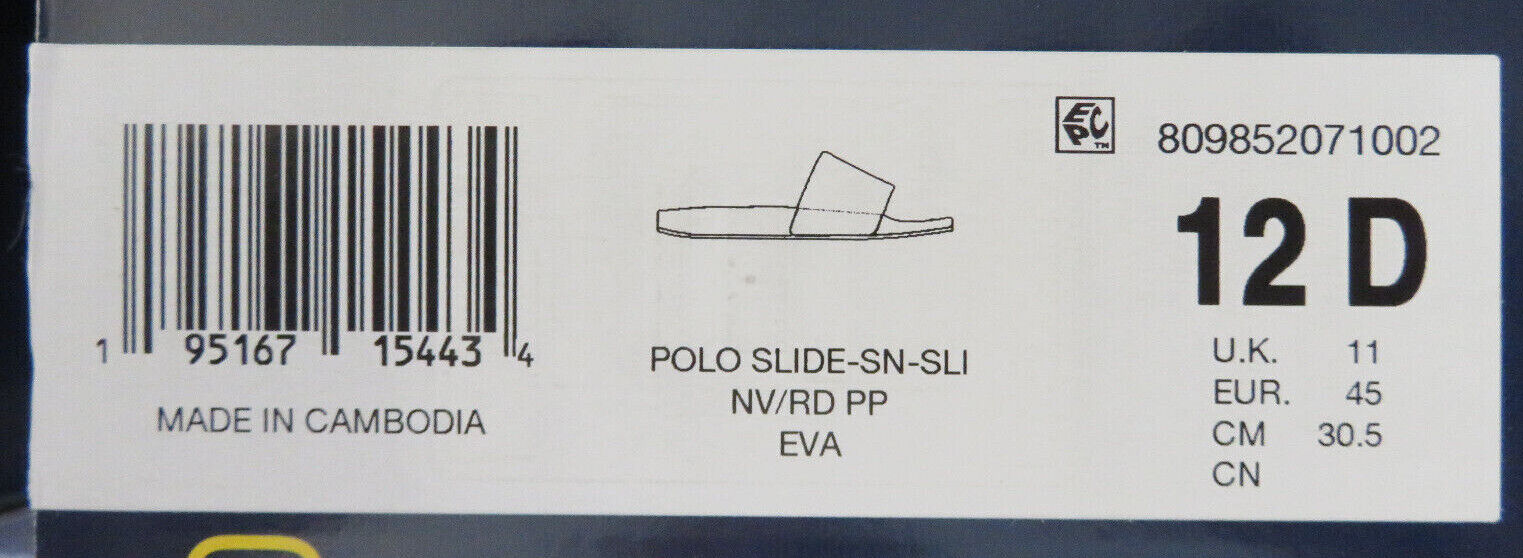 1 95167 15443 4
MADE IN CAMBODIA
POLO SLIDE-SN-SLI
NV/RD PP
EVA
EPC™
809852071002
12 D
U.K. 11
EUR. 45
CM 30.5
CN